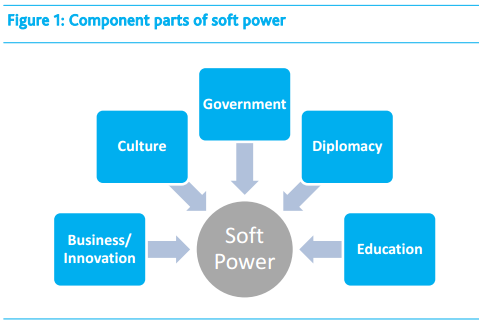 Figure 1: Component parts of soft power
Government
Culture
Diplomacy
Business/
Innovation
Soft
Power
Education